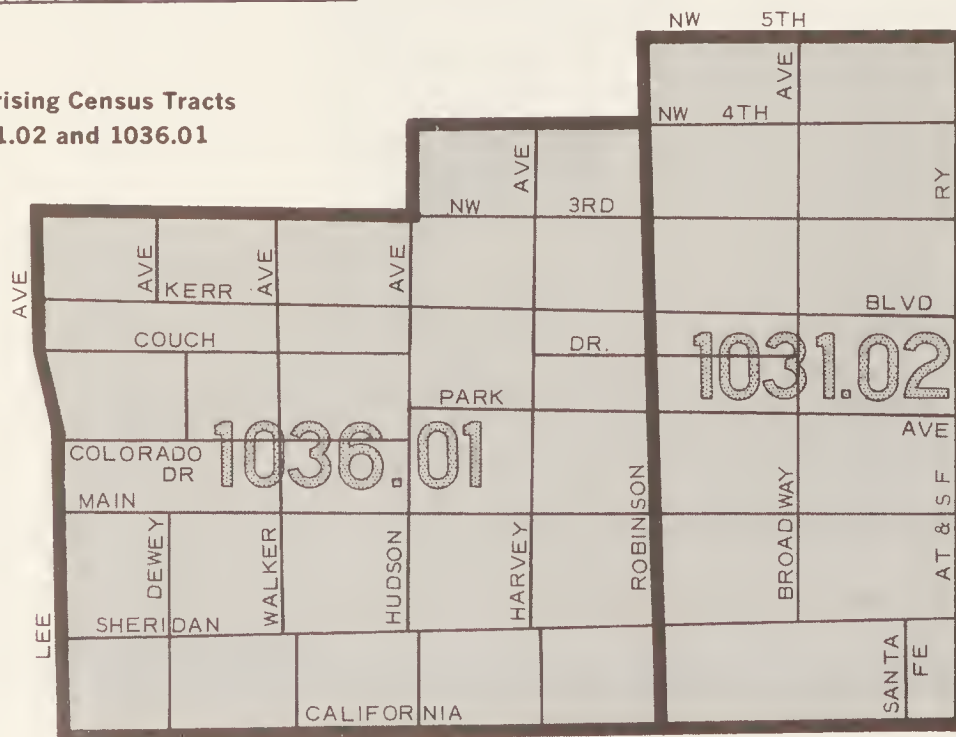 NW 5TH
rising Census Tracts
1.02 and 1036.01
AVE
NW 4TH
AVE
RY
NW 3RD
AVE
AVE
AVE
AVE
KERR
BLVD
COUCH
DR.
1031.02
PARK
AVE
1036.01
COLORADO
DR
MAIN
DEWEY
WALKER
HUDSON
HARVEY
ROBINSON
BROADWAY
AT & SF
LEE
SHERIDAN
SANTA
FE
CALIFORNIA